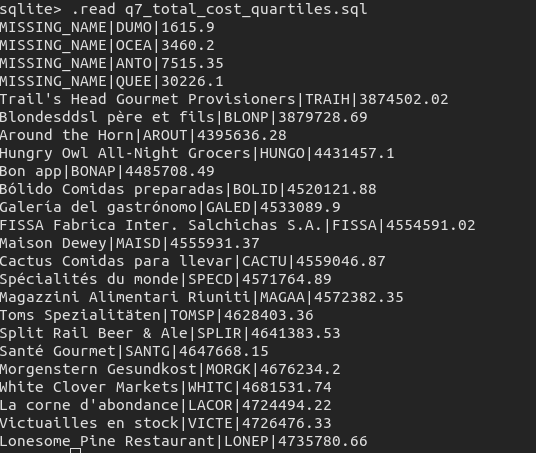 sqlite> .read q7_total_cost_quartiles.sql
MISSING_NAME|DUMO|1615.9
MISSING_NAME|OCEA|3460.2
MISSING_NAME|ANTO|7515.35
MISSING_NAME|QUEE|30226.1
Trail's Head Gourmet Provisioners|TRAIH|3874502.02
Blondesddsl père et fils|BLONP|3879728.69
Around the Horn|AROUT|4395636.28
Hungry Owl All-Night Grocers|HUNGO|4431457.1
Bon app|BONAP|4485708.49
Bólido Comidas preparadas|BOLID|4520121.88
Galería del gastrónomo|GALED|4533089.9
FISSA Fabrica Inter. Salchichas S.A.|FISSA|4554591.02
Maison Dewey|MAISD|4555931.37
Cactus Comidas para llevar|CACTU|4559046.87
Spécialités du monde|SPECD|4571764.89
Magazzini Alimentari Riuniti|MAGAA|4572382.35
Toms Spezialitäten|TOMSP|4628403.36
Split Rail Beer & Ale|SPLIR|4641383.53
Santé Gourmet|SANTG|4647668.15
Morgenstern Gesundkost|MORGK|4676234.2
White Clover Markets|WHITC|4681531.74
La corne d'abondance|LACOR|4724494.22
Victuailles en stock|VICTE|4726476.33
Lonesome Pine Restaurant|LONEP|4735780.66